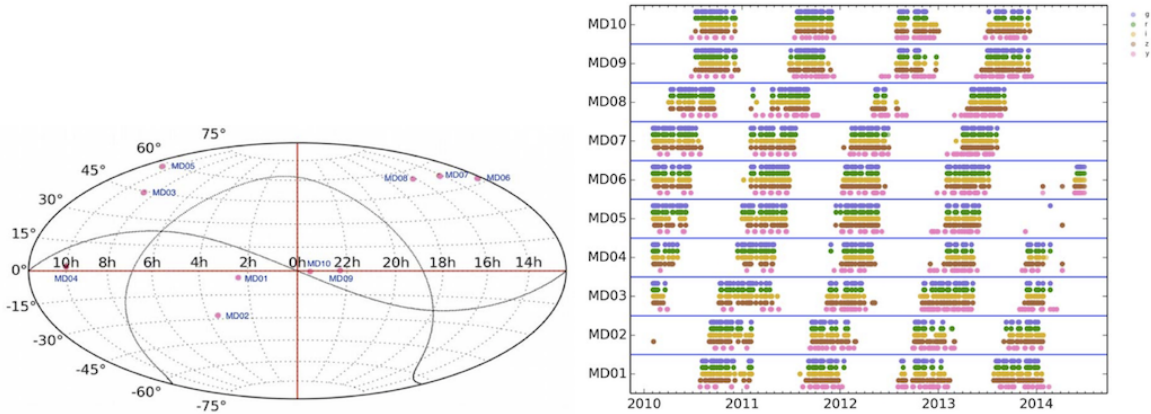 75°
60°
45°
30°
15°
0°
-15°
-30°
-45°
-60°
-75°
10h 8h 6h 4h 2h 0h 22h 20h 18h 16h 14h
MD05
MD03
MD08
MD07
MD06
MD10
MD04
MD01
MD09
MD02
MD10
MD09
MD08
MD07
MD06
MD05
MD04
MD03
MD02
MD01
2010 2011 2012 2013 2014
g
r
i
z
y